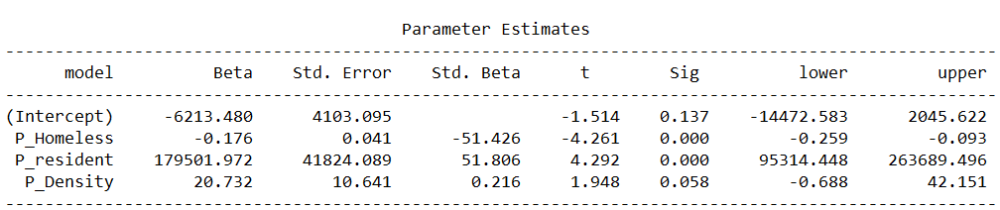 Parameter Estimates
model Beta Std. Error Std. Beta t Sig lower upper
(Intercept) -6213.480 4103.095 -1.514 0.137 -14472.583 2045.622
P_Homeless -0.176 0.041 -51.426 -4.261 0.000 -0.259 -0.093
P_resident 179501.972 41824.089 51.806 4.292 0.000 95314.448 263689.496
P_Density 20.732 10.641 0.216 1.948 0.058 -0.688 42.151